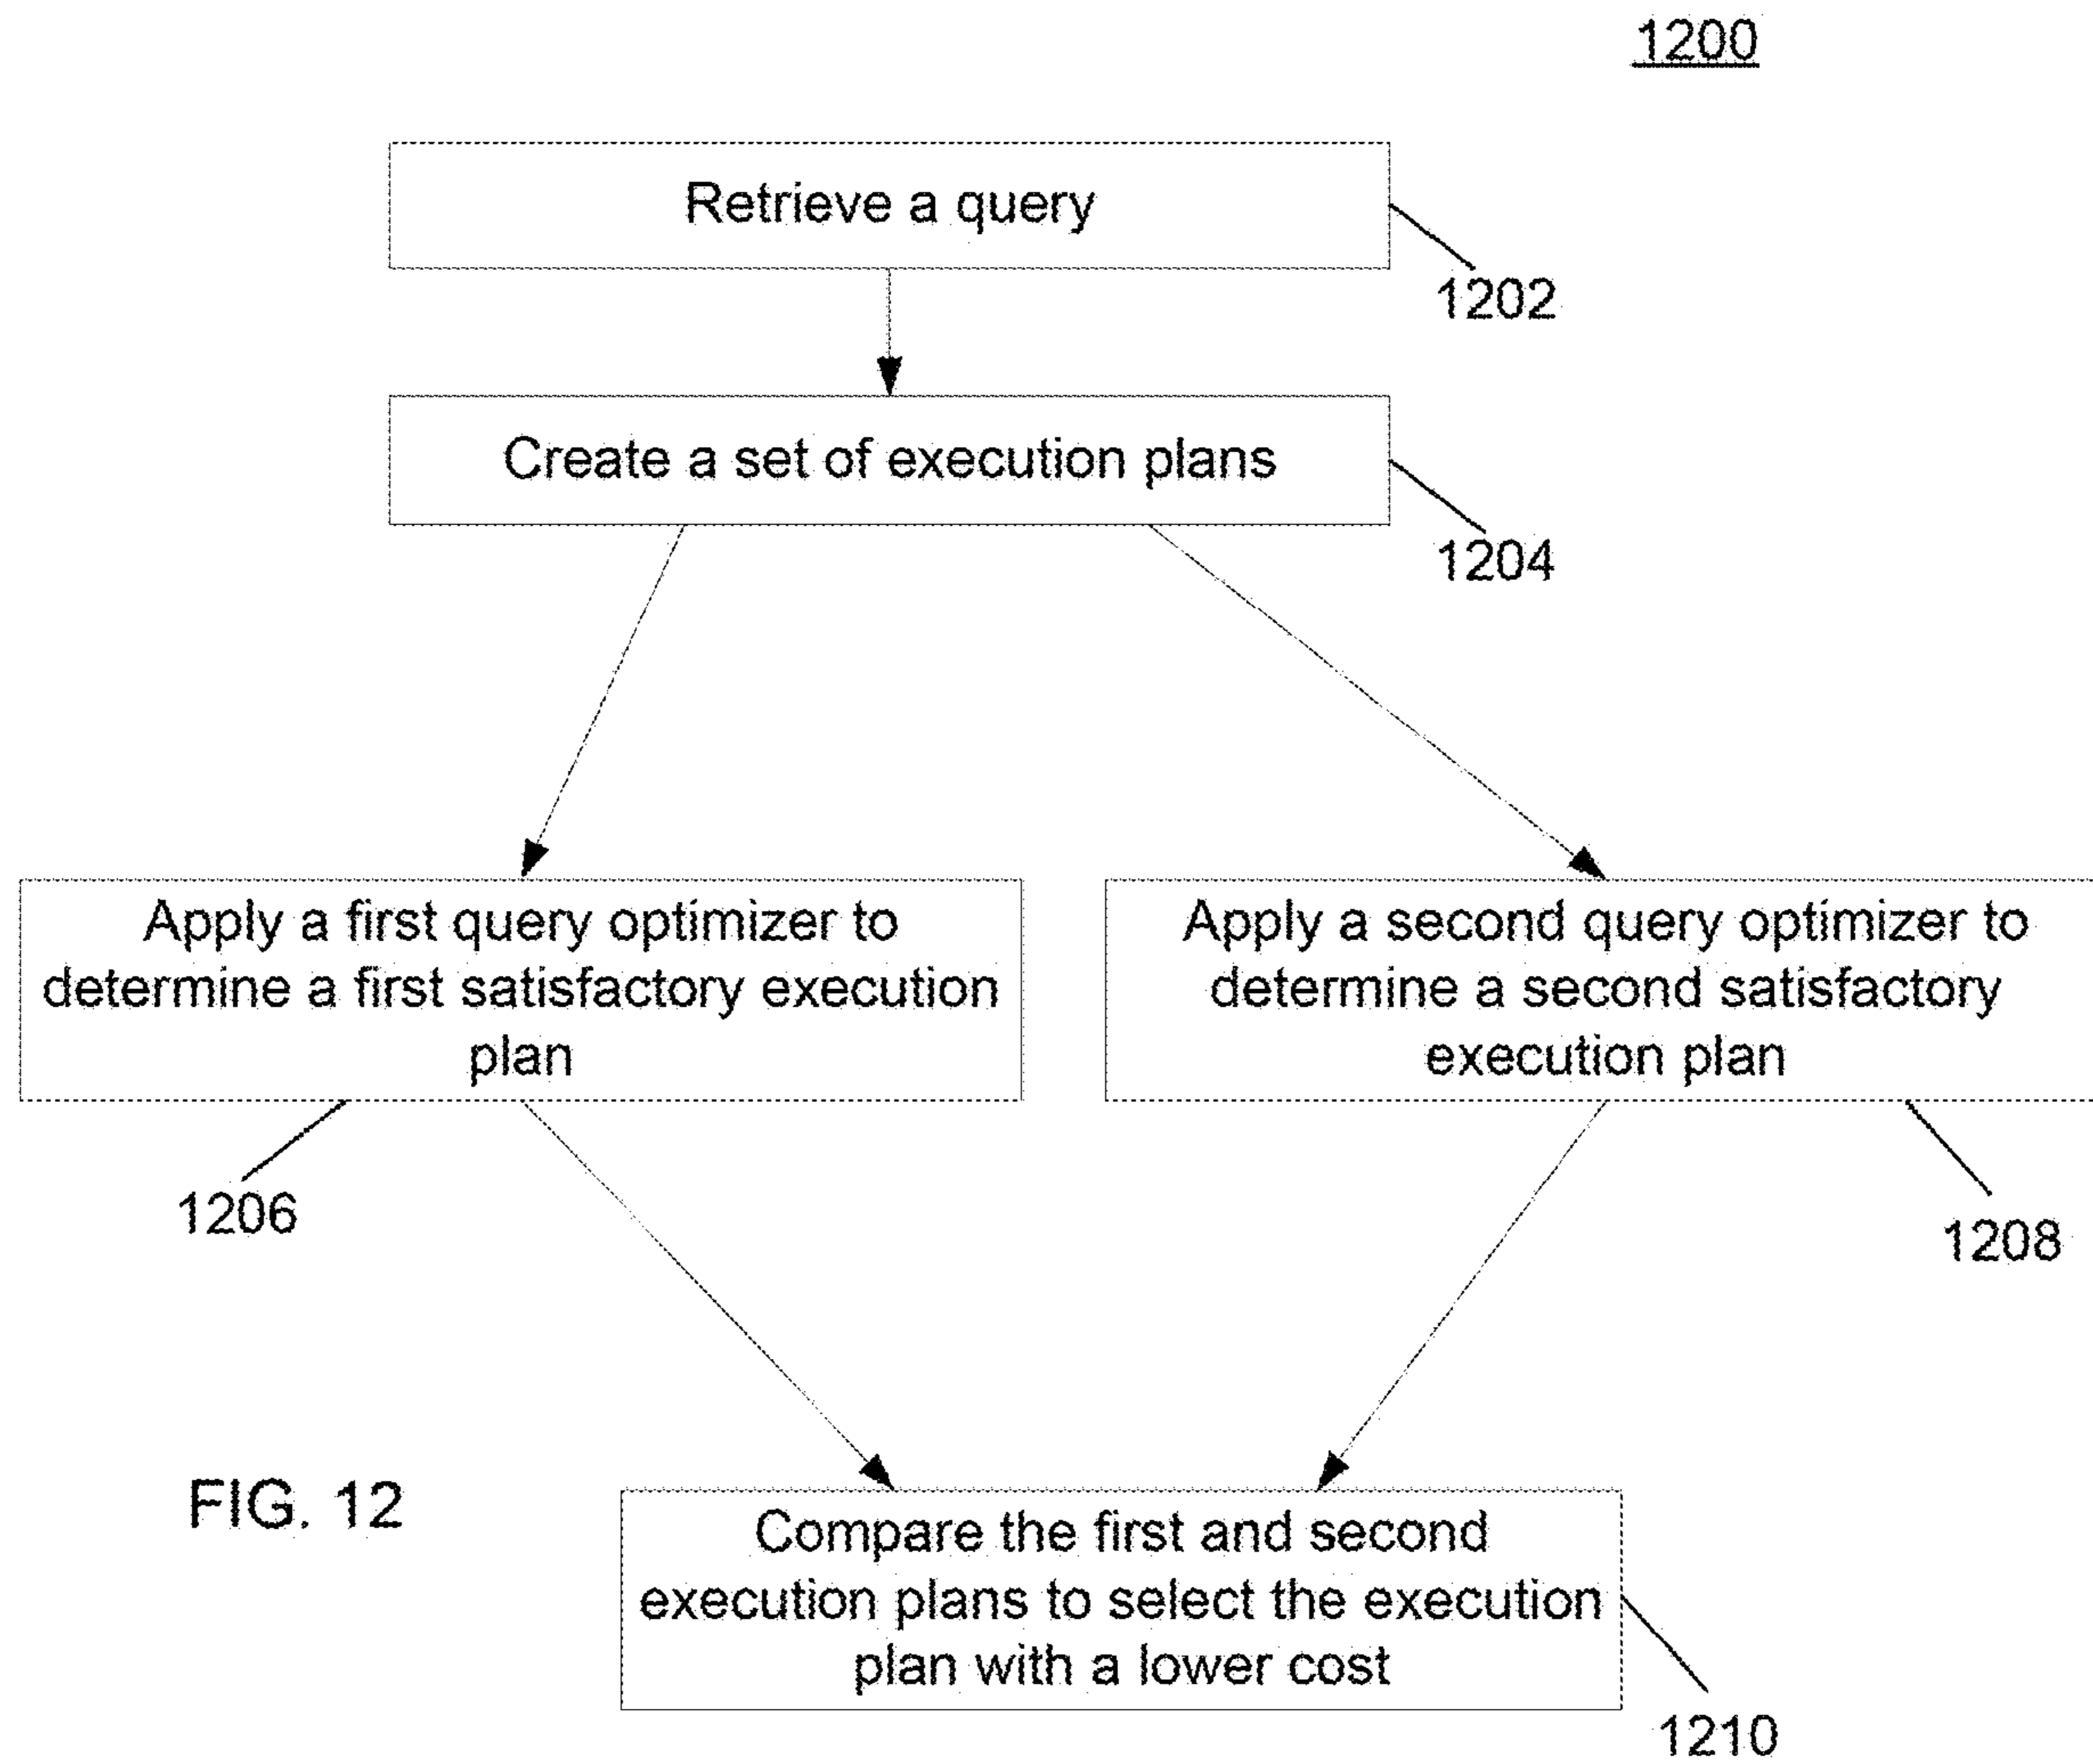 1200
Retrieve a query
1202
Create a set of execution plans
1204
Apply a first query optimizer to
determine a first satisfactory execution
plan
1206
Apply a second query optimizer to
determine a second satisfactory
execution plan
1208
FIG. 12
Compare the first and second
execution plans to select the execution
plan with a lower cost
1210